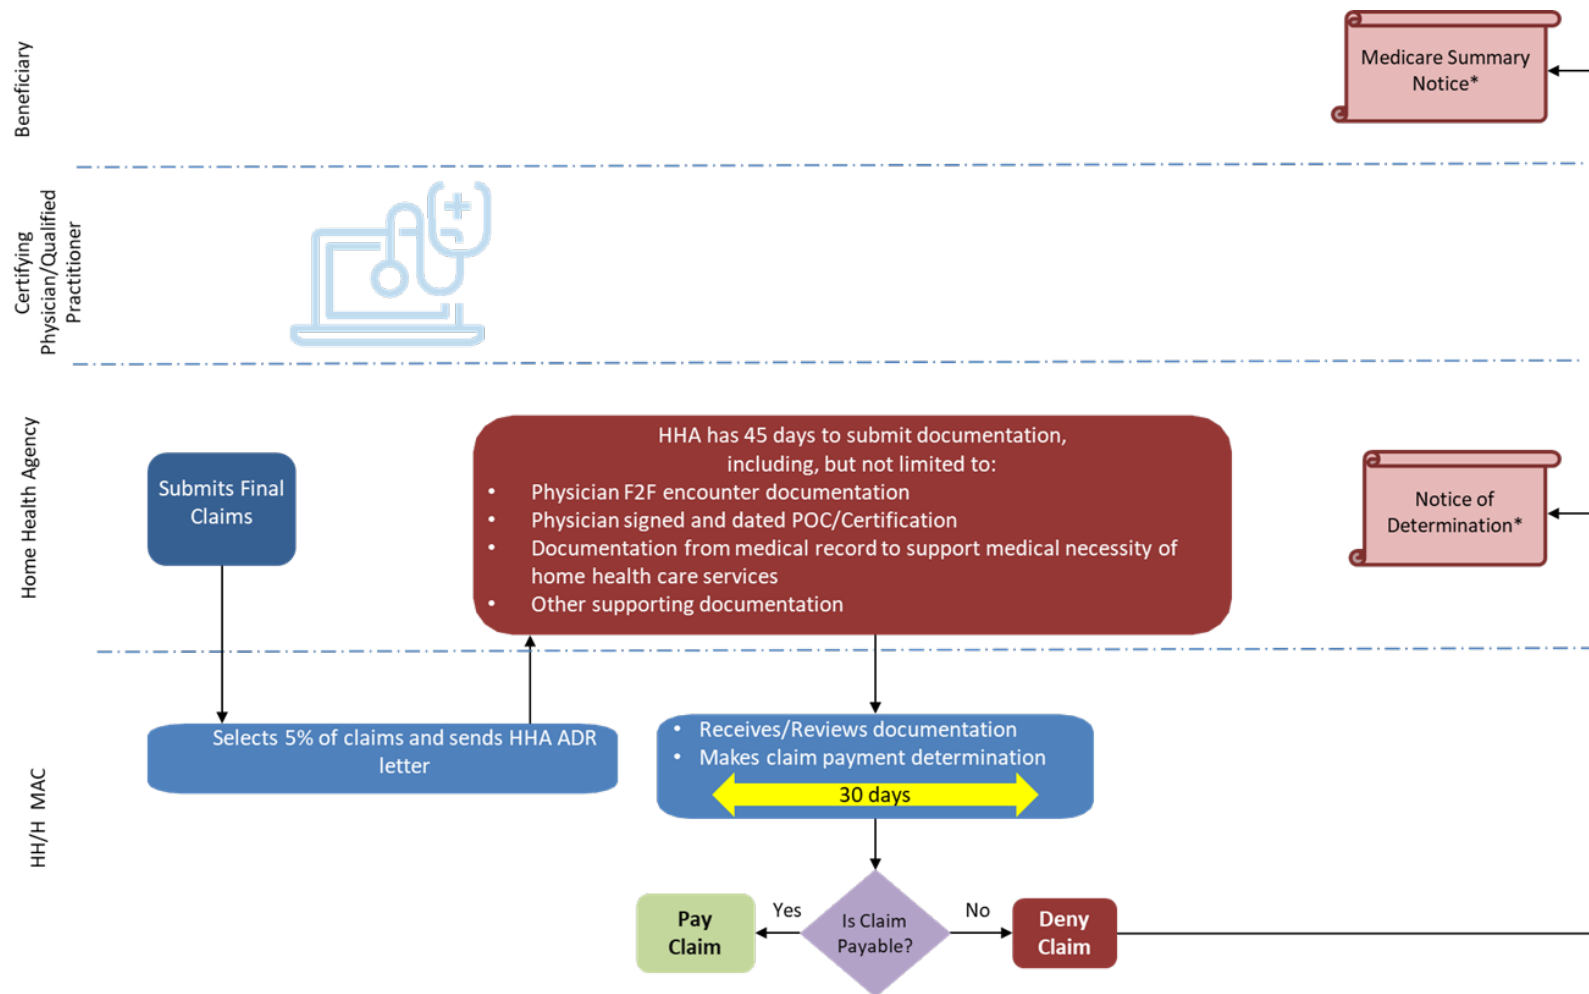 Beneficiary
Medicare Summary
Notice*
Certifying
Physician/Qualified
Practitioner
Home Health Agency
Submits Final
Claims
HHA has 45 days to submit documentation,
including, but not limited to:
• Physician F2F encounter documentation
• Physician signed and dated POC/Certification
• Documentation from medical record to support medical necessity of
home health care services
• Other supporting documentation
Notice of
Determination*
HH/H MAC
Selects 5% of claims and sends HHA ADR
letter
• Receives/Reviews documentation
• Makes claim payment determination
30 days
Pay
Claim
Yes
Is Claim
Payable?
No
Deny
Claim